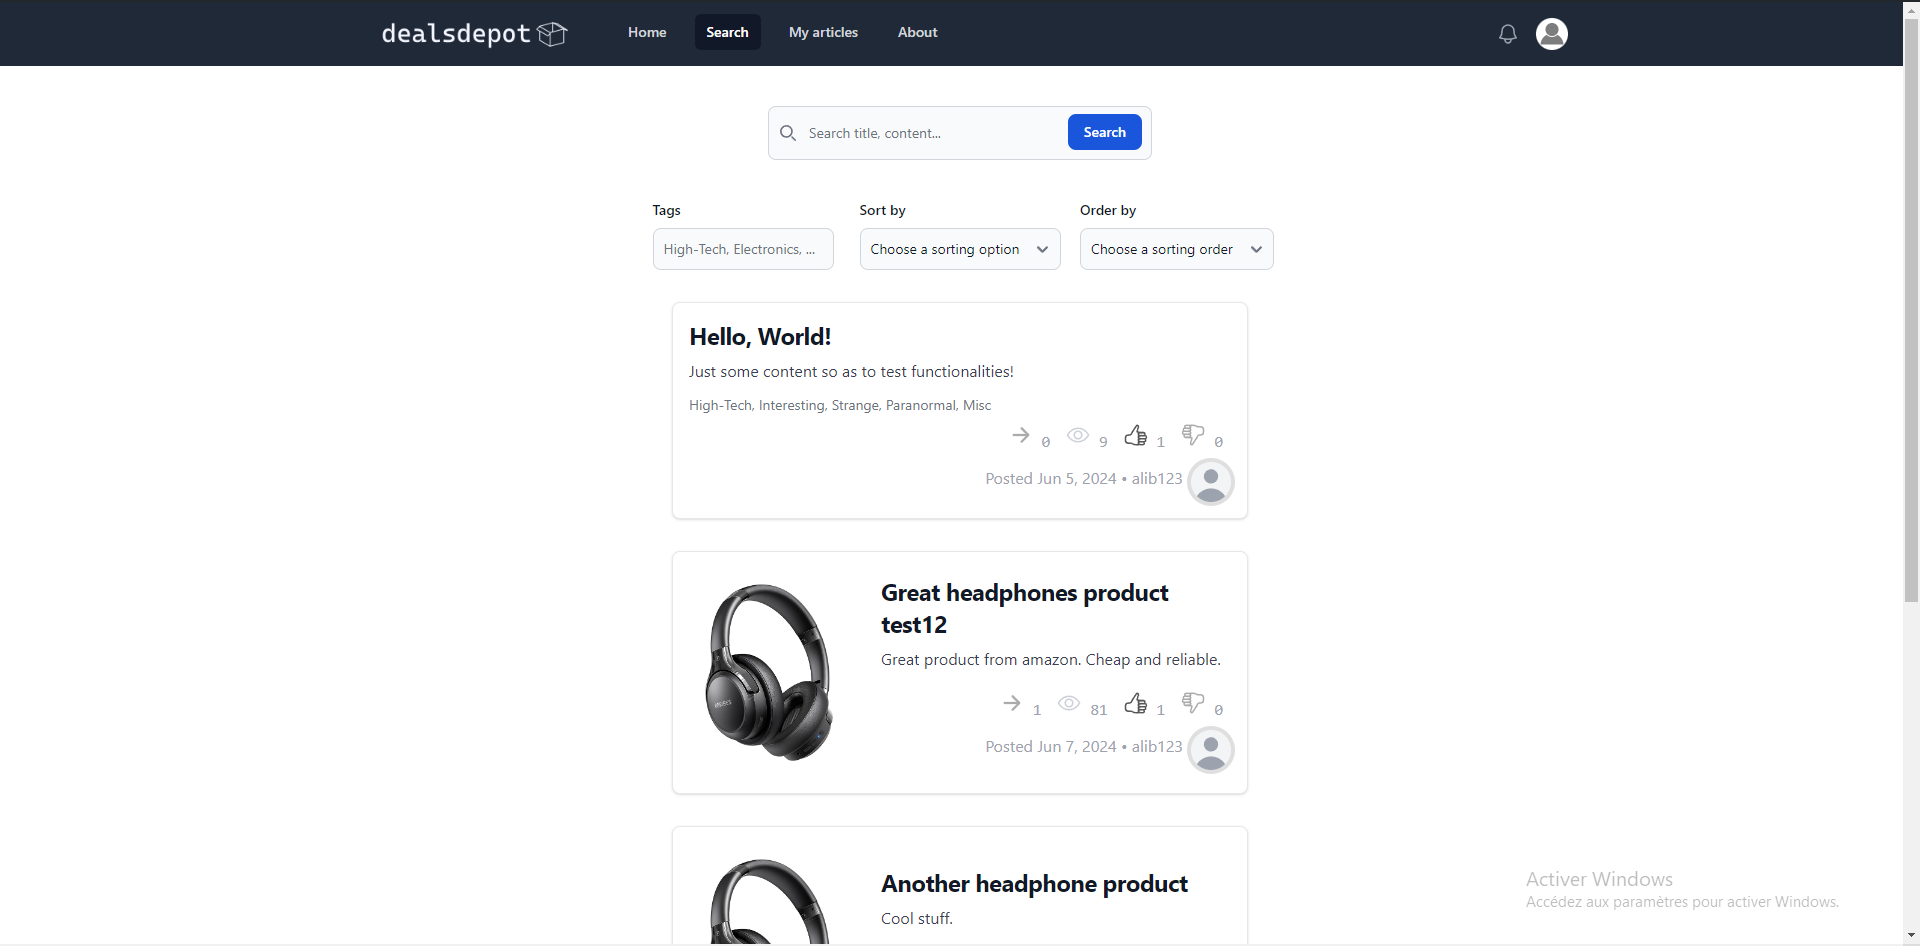 dealsdepot Home Search My articles About
Search title, content... Search
Tags Sort by Order by
High-Tech, Electronics, ... Choose a sorting option Choose a sorting order
Hello, World!
Just some content so as to test functionalities!
High-Tech, Interesting, Strange, Paranormal, Misc
0 9 1 0
Posted Jun 5, 2024 • alib123
Great headphones product
test12
Great product from amazon. Cheap and reliable.
1 81 1 0
Posted Jun 7, 2024 • alib123
Another headphone product
Cool stuff.
Activer Windows
Accédez aux paramètres pour activer Windows.